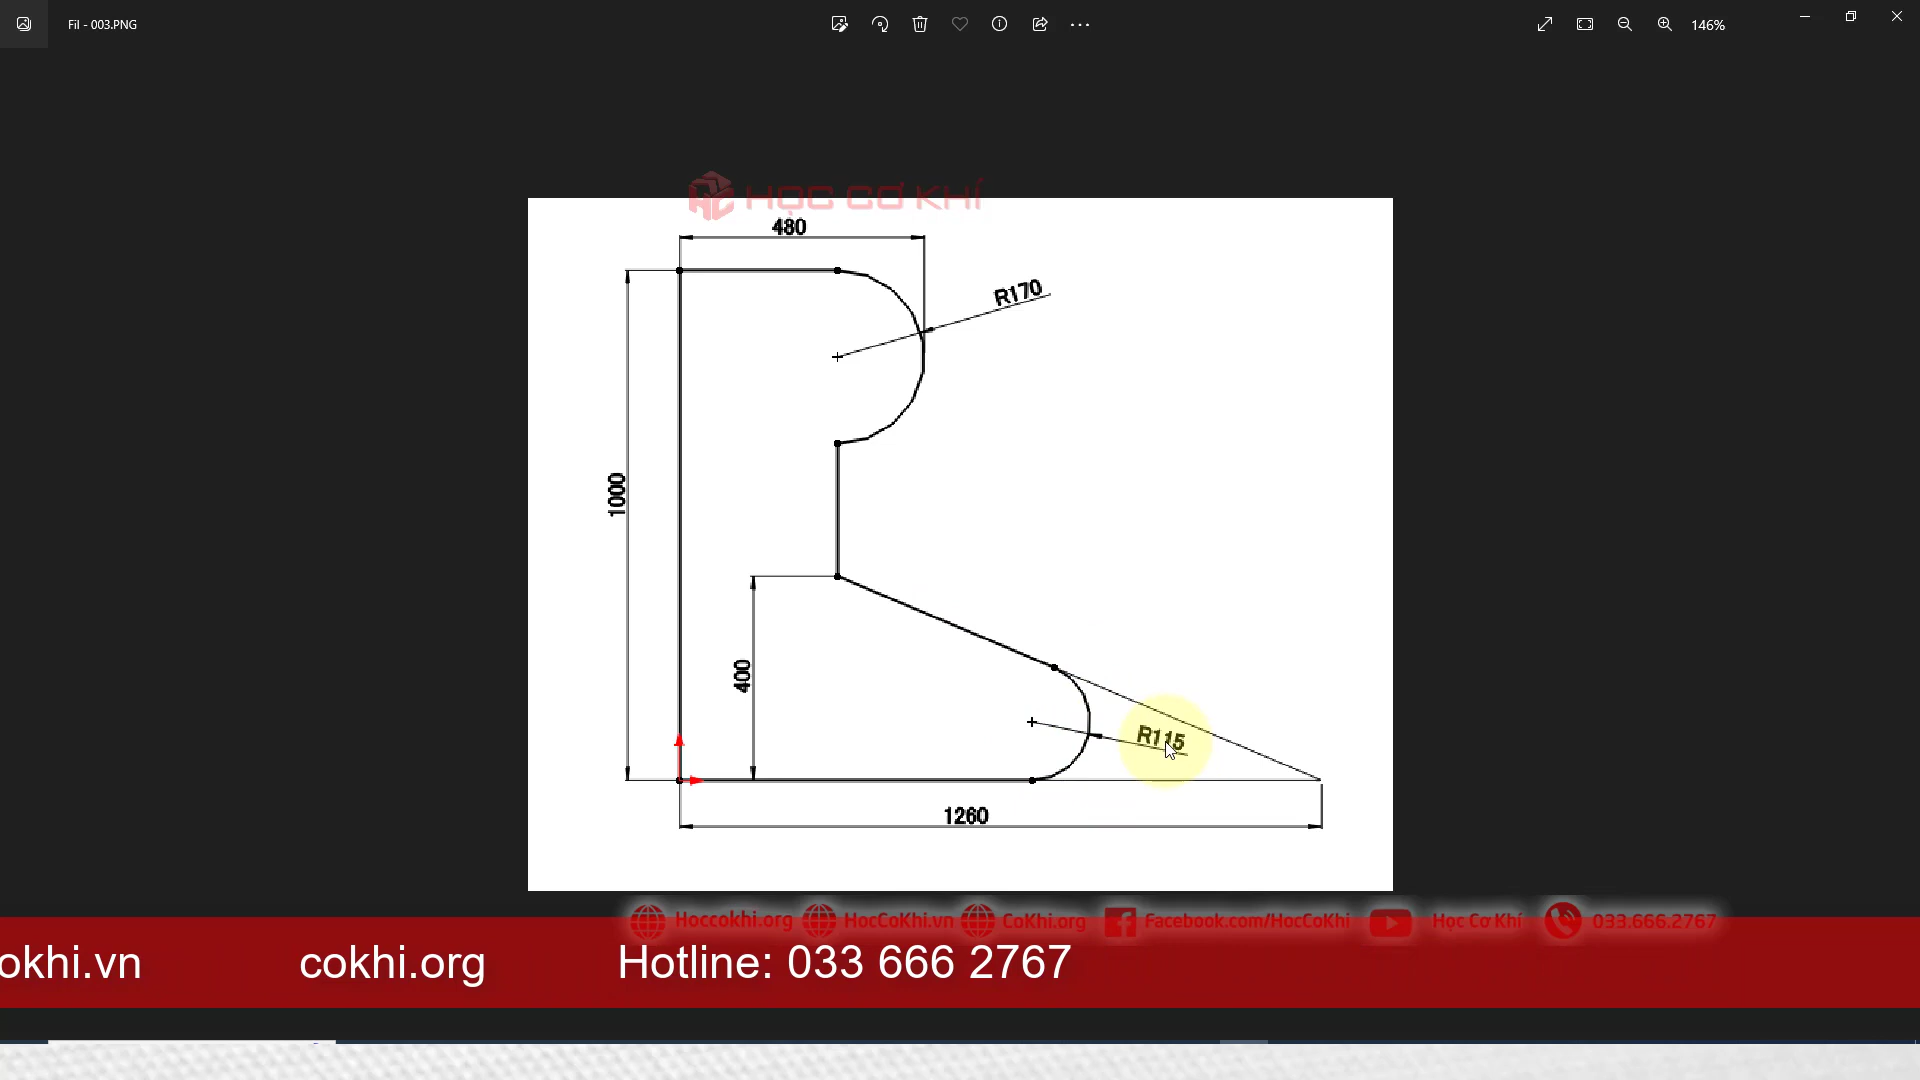 Fil - 003.PNG
146%
HỌC CƠ KHÍ
480
R170
1000
400
R115
1260
Hoccokhi.org HocCoKhi.vn CoKhi.org Facebook.com/HocCoKhi Học Cơ Khí 033.666.2767
okhi.vn cokhi.org Hotline: 033 666 2767